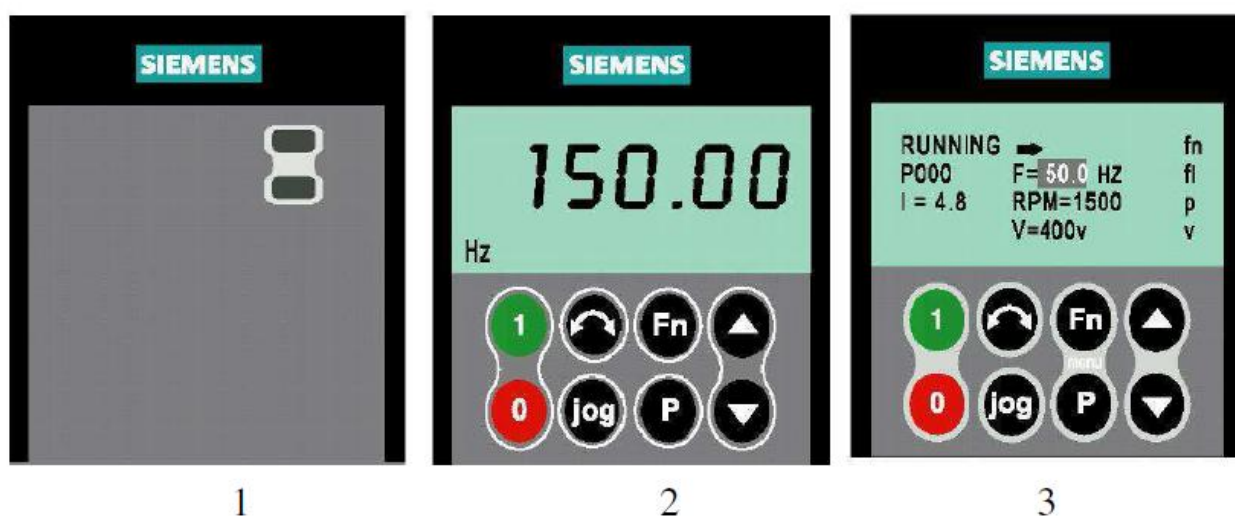 SIEMENS
SIEMENS
150.00
Hz
1 Fn
0 jog P
SIEMENS
RUNNING fn
P000 F= 50.0 HZ fl
I = 4.8 RPM=1500 p
V=400v v
1 Fn
menu
0 jog P
1 2 3